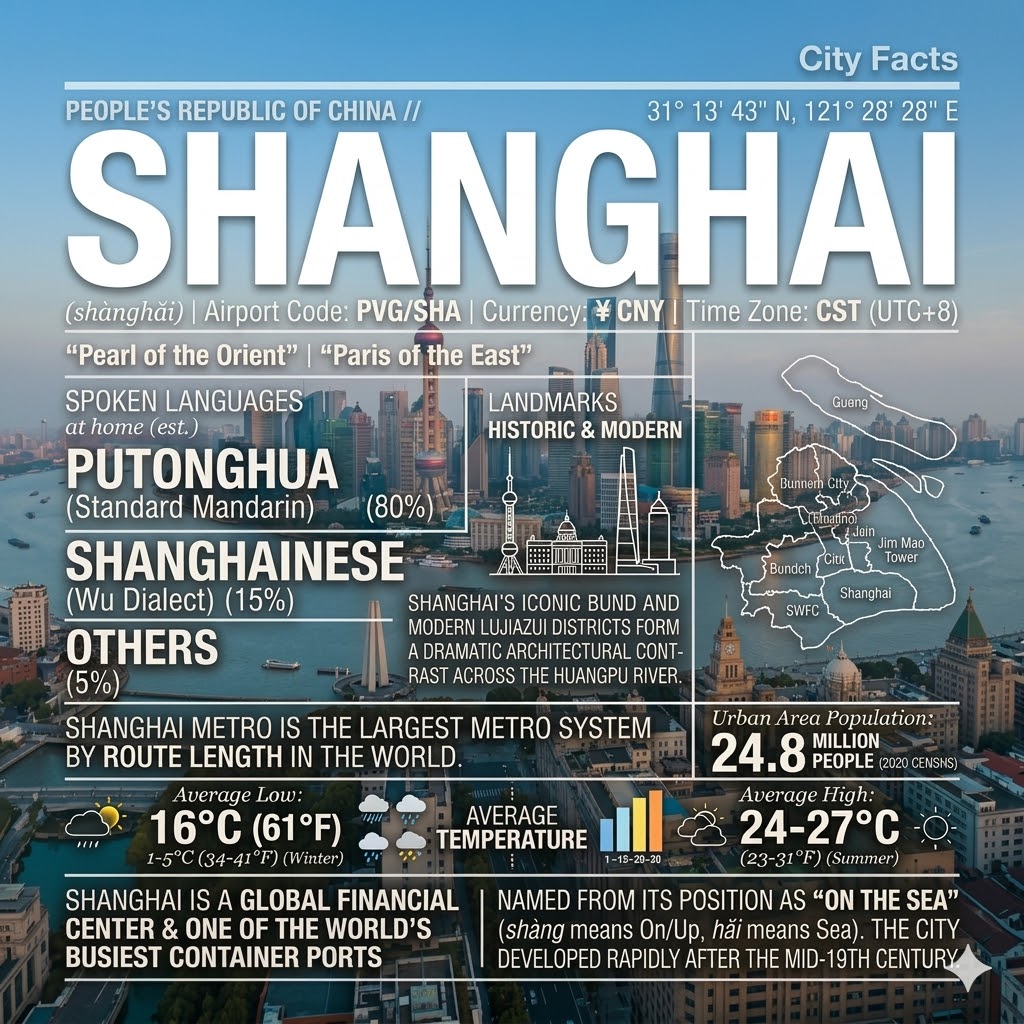 City Facts
PEOPLE'S REPUBLIC OF CHINA //
31° 13' 43" N, 121° 28' 28" E
SHANGHAI
(shànghăi) | Airport Code: PVG/SHA | Currency: ¥ CNY | Time Zone: CST (UTC+8)
"Pearl of the Orient" | "Paris of the East"
SPOKEN LANGUAGES
at home (est.)
PUTONGHUA
(Standard Mandarin) (80%)
SHANGHAINESE
(Wu Dialect) (15%)
OTHERS
(5%)
LANDMARKS
HISTORIC & MODERN
SHANGHAI'S ICONIC BUND AND
MODERN LUJIAZUI DISTRICTS FORM
A DRAMATIC ARCHITECTURAL CONT-
RAST ACROSS THE HUANGPU RIVER.
Gueng
Bunnem City
Join
Jim Mao
Tower
Bundch
Shanghai
SWFC
SHANGHAI METRO IS THE LARGEST METRO SYSTEM
BY ROUTE LENGTH IN THE WORLD.
Urban Area Population:
24.8 MILLION
PEOPLE (2020 CENSNS)
Average Low:
16°C (61°F)
1-5°C (34-41°F) (Winter)
AVERAGE
TEMPERATURE
1-18-20-20
Average High:
24-27°C
(23-31°F) (Summer)
SHANGHAI IS A GLOBAL FINANCIAL
CENTER & ONE OF THE WORLD'S
BUSIEST CONTAINER PORTS
NAMED FROM ITS POSITION AS "ON THE SEA"
(shàng means On/Up, hăi means Sea). THE CITY
DEVELOPED RAPIDLY AFTER THE MID-19TH CENTURY.